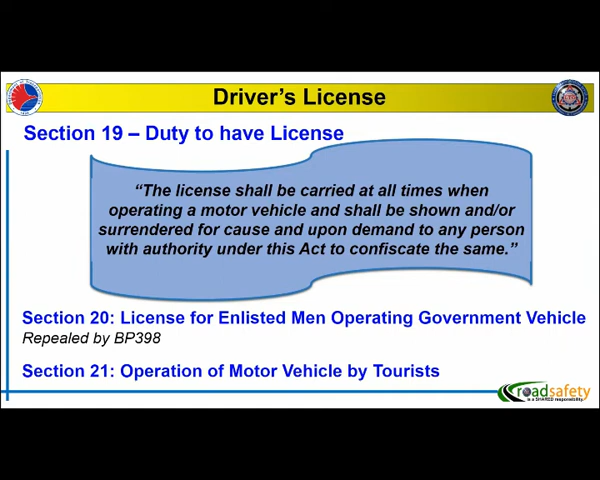 Driver's License
Section 19 – Duty to have License
“The license shall be carried at all times when
operating a motor vehicle and shall be shown and/or
surrendered for cause and upon demand to any person
with authority under this Act to confiscate the same.”
Section 20: License for Enlisted Men Operating Government Vehicle
Repealed by BP398
Section 21: Operation of Motor Vehicle by Tourists
roadsafety
is a SHARED responsibility.